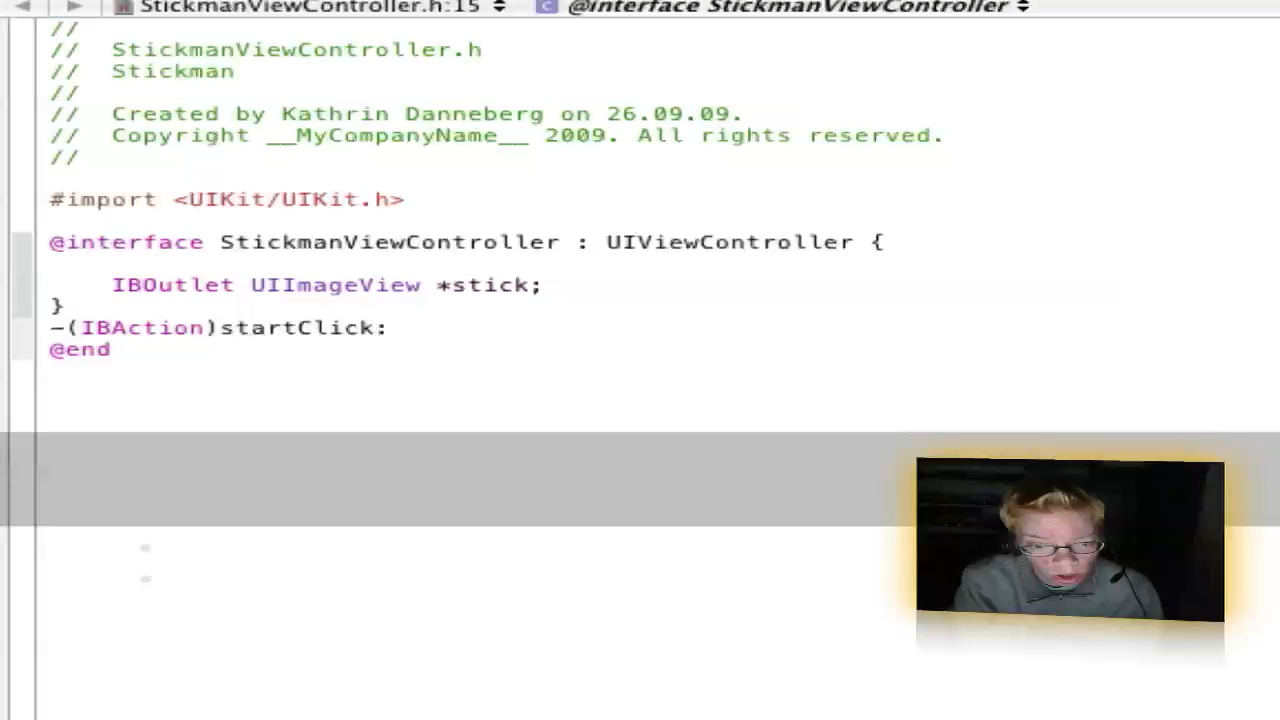 StickmanViewController.h:15 @interface StickmanViewController
//
// StickmanViewController.h
// Stickman
//
// Created by Kathrin Danneberg on 26.09.09.
// Copyright __MyCompanyName__ 2009. All rights reserved.
//
#import <UIKit/UIKit.h>
@interface StickmanViewController : UIViewController {
IBOutlet UIImageView *stick;
}
-(IBAction)startClick:
@end